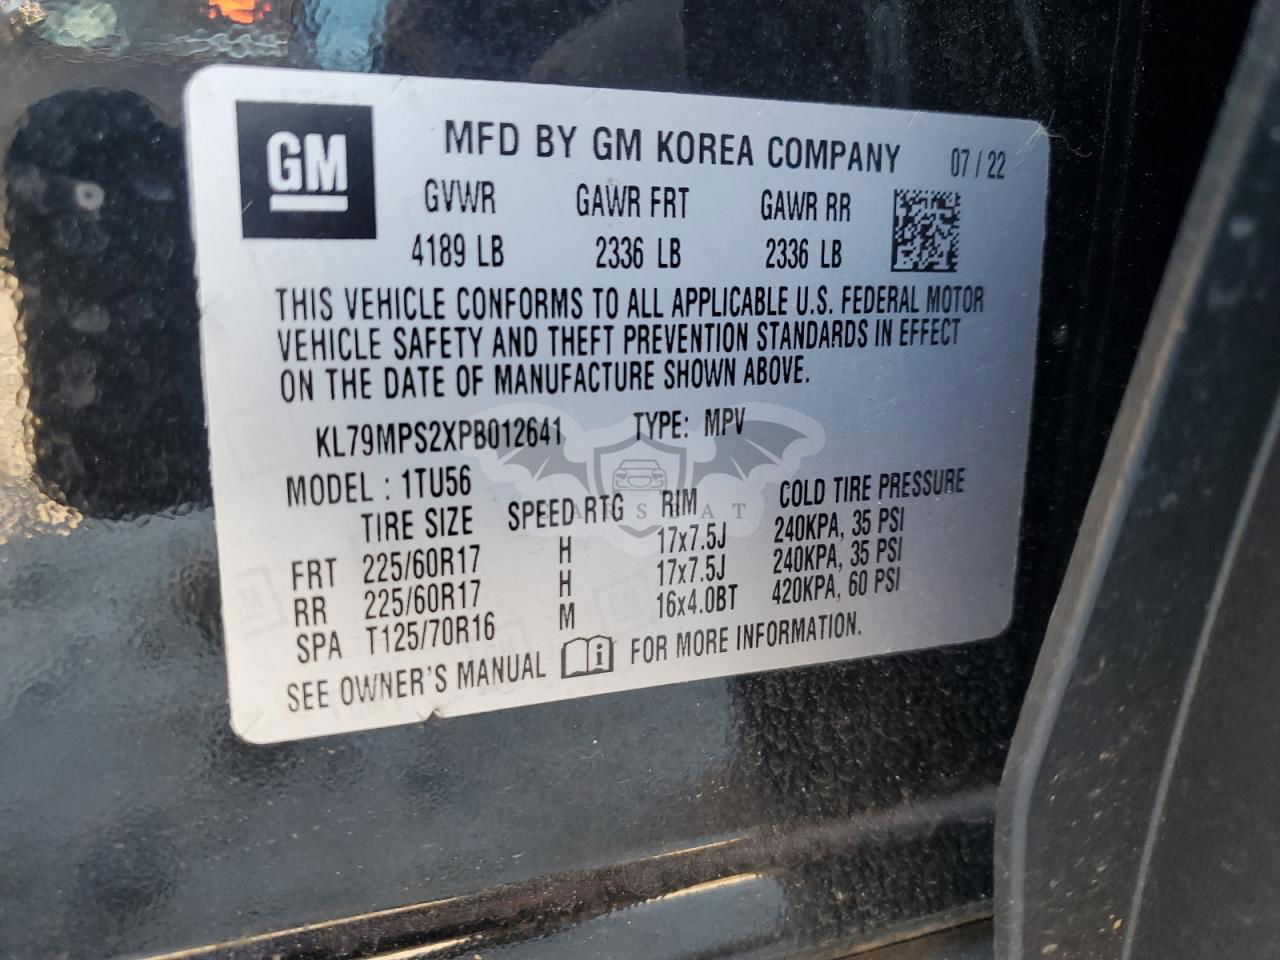 GM
MFD BY GM KOREA COMPANY 07 / 22
GVWR GAWR FRT GAWR RR
4189 LB 2336 LB 2336 LB
THIS VEHICLE CONFORMS TO ALL APPLICABLE U.S. FEDERAL MOTOR
VEHICLE SAFETY AND THEFT PREVENTION STANDARDS IN EFFECT
ON THE DATE OF MANUFACTURE SHOWN ABOVE.
KL79MPS2XPB012641 TYPE: MPV
MODEL : 1TU56
TIRE SIZE SPEED RTG RIM COLD TIRE PRESSURE
FRT 225/60R17 H 17x7.5J 240KPA, 35 PSI
RR 225/60R17 H 17x7.5J 240KPA, 35 PSI
SPA T125/70R16 M 16x4.0BT 420KPA, 60 PSI
SEE OWNER'S MANUAL i FOR MORE INFORMATION.